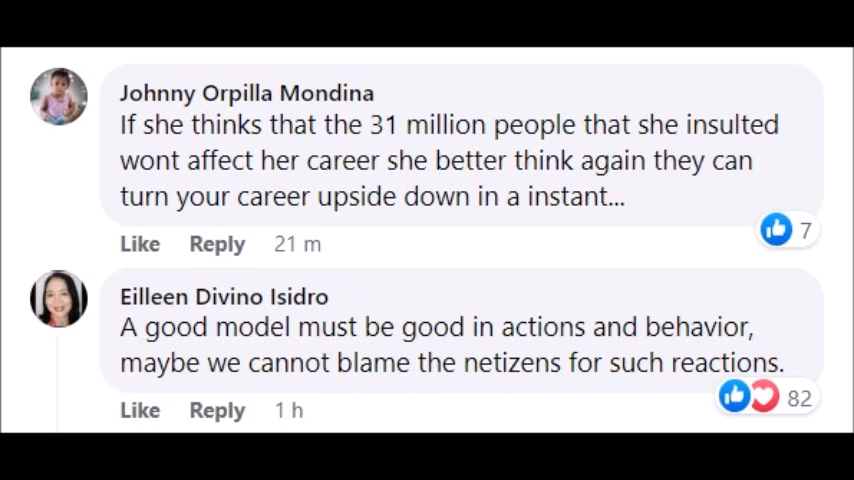 Johnny Orpilla Mondina
If she thinks that the 31 million people that she insulted
wont affect her career she better think again they can
turn your career upside down in a instant...
Like Reply 21 m
7
Eilleen Divino Isidro
A good model must be good in actions and behavior,
maybe we cannot blame the netizens for such reactions.
Like Reply 1 h
82